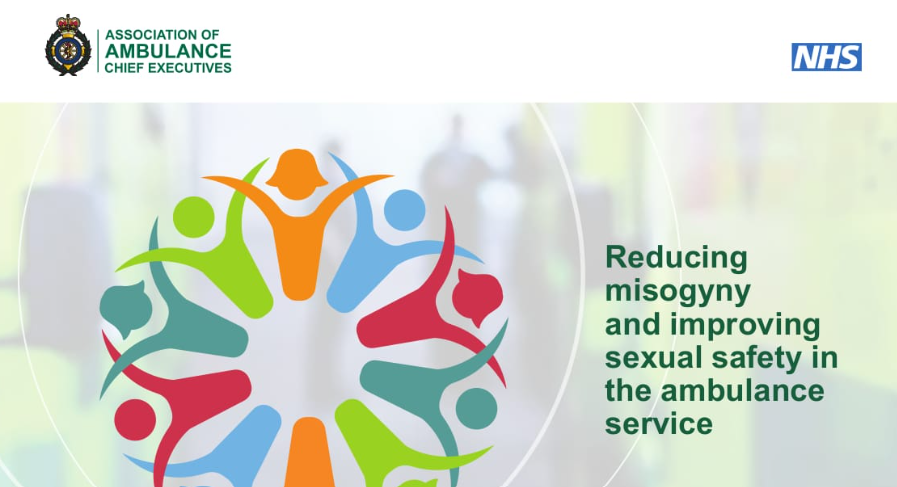 ASSOCIATION OF
AMBULANCE
CHIEF EXECUTIVES
NHS
Reducing
misogyny
and improving
sexual safety in
the ambulance
service